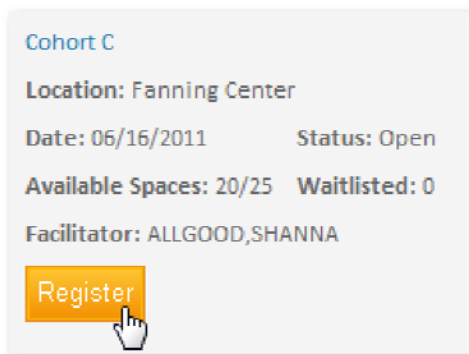 Cohort C
Location: Fanning Center
Date: 06/16/2011 Status: Open
Available Spaces: 20/25 Waitlisted: 0
Facilitator: ALLGOOD,SHANNA
Register